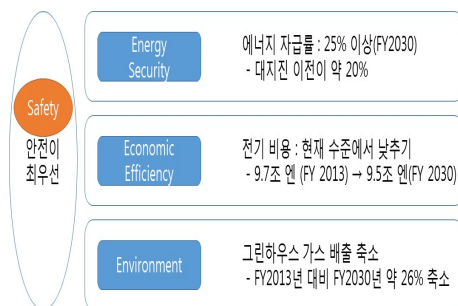 Safety
안전이
최우선
Energy
Security
에너지 자급률 : 25% 이상(FY2030)
- 대지진 이전이 약 20%
Economic
Efficiency
전기 비용 : 현재 수준에서 낮추기
- 9.7조 엔 (FY 2013) → 9.5조 엔(FY 2030)
Environment
그린하우스 가스 배출 축소
- FY2013년 대비 FY2030년 약 26% 축소